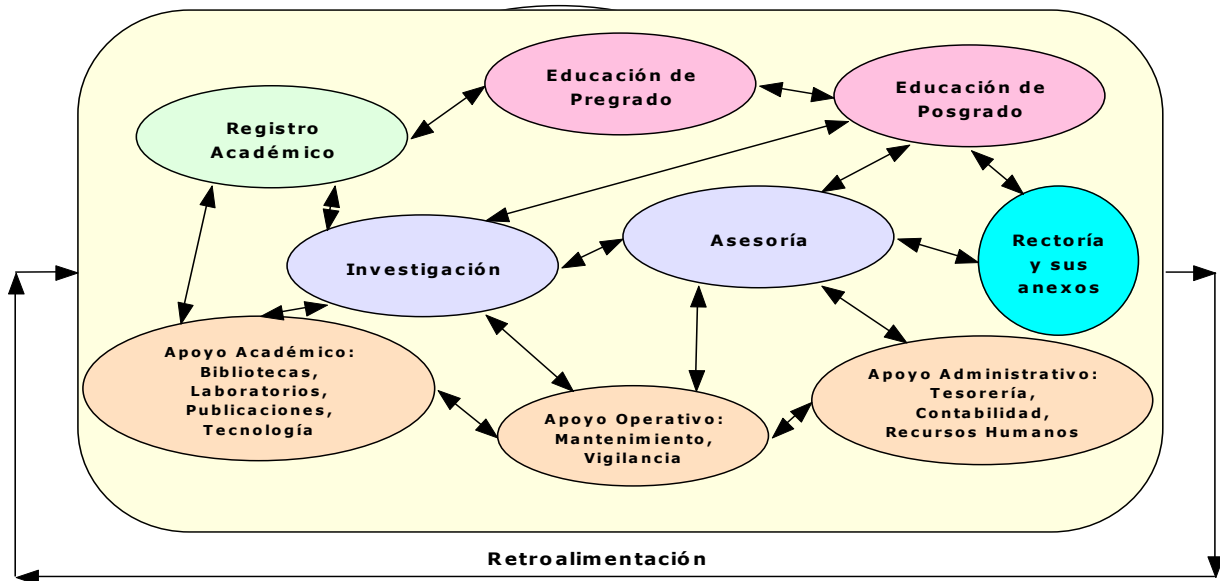 Educación de
Pregrado
Educación de
Posgrado
Registro
Académico
Investigación
Asesoría
Rectoría
y sus
anexos
Apoyo Académico:
Bibliotecas,
Laboratorios,
Publicaciones,
Tecnología
Apoyo Operativo:
Mantenimiento,
Vigilancia
Apoyo Administrativo:
Tesorería,
Contabilidad,
Recursos Humanos
Retroalimentación